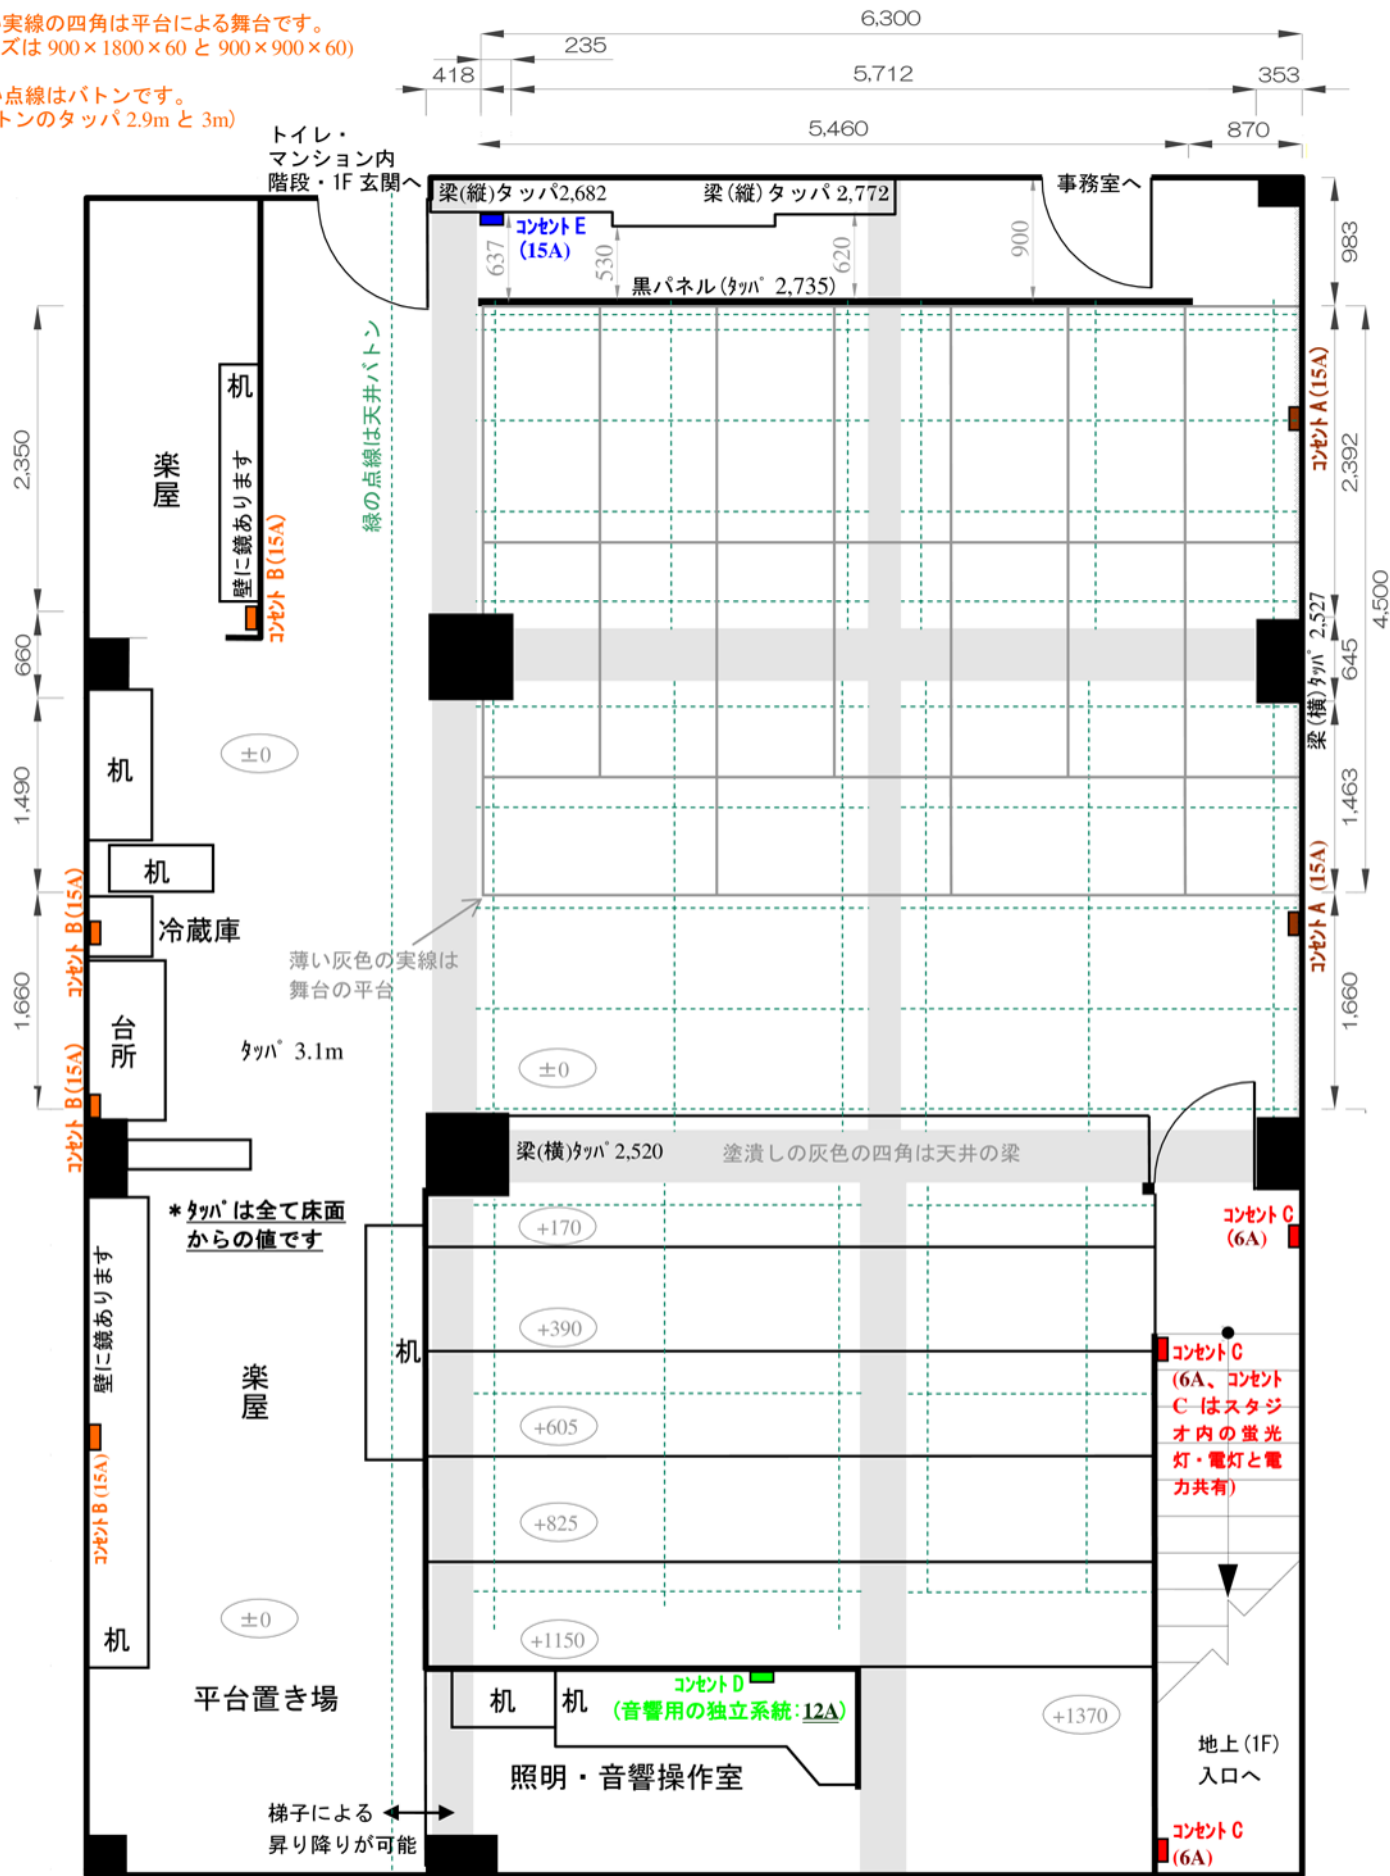 実線の四角は平台による舞台です。
ズは 900×1800×60 と 900×900×60)
点線はバトンです。
トンのタッパ 2.9m と 3m)
6,300
235
418
5,712
353
5,460
870
トイレ・
マンション内
階段・1F 玄関へ
梁(縦)タッパ2,682
梁(縦)タッパ 2,772
事務室へ
コンセント E
(15A)
637
530
620
900
983
黒パネル(タッパ 2,735)
緑の点線は天井バトン
机
壁に鏡あります
楽屋
コンセント B(15A)
2,350
660
1,490
1,660
コンセント A(15A)
2,392
4,500
梁(横)タッパ 2,527
645
1,463
コンセント A (15A)
1,660
±0
机
机
コンセント B(15A)
冷蔵庫
薄い灰色の実線は
舞台の平台
台所
タッパ 3.1m
±0
コンセント B(15A)
梁(横)タッパ 2,520
塗潰しの灰色の四角は天井の梁
*タッパは全て床面
からの値です
+170
コンセント C
(6A)
壁に鏡あります
+390
机
コンセント C
(6A、コンセント
C はスタジ
オ内の蛍光
灯・電灯と電
力共有)
楽屋
+605
コンセント B(15A)
+825
±0
机
+1150
平台置き場
机
机
コンセント D
(音響用の独立系統:12A)
+1370
照明・音響操作室
地上(1F)
入口へ
梯子による
昇り降りが可能
コンセント C
(6A)